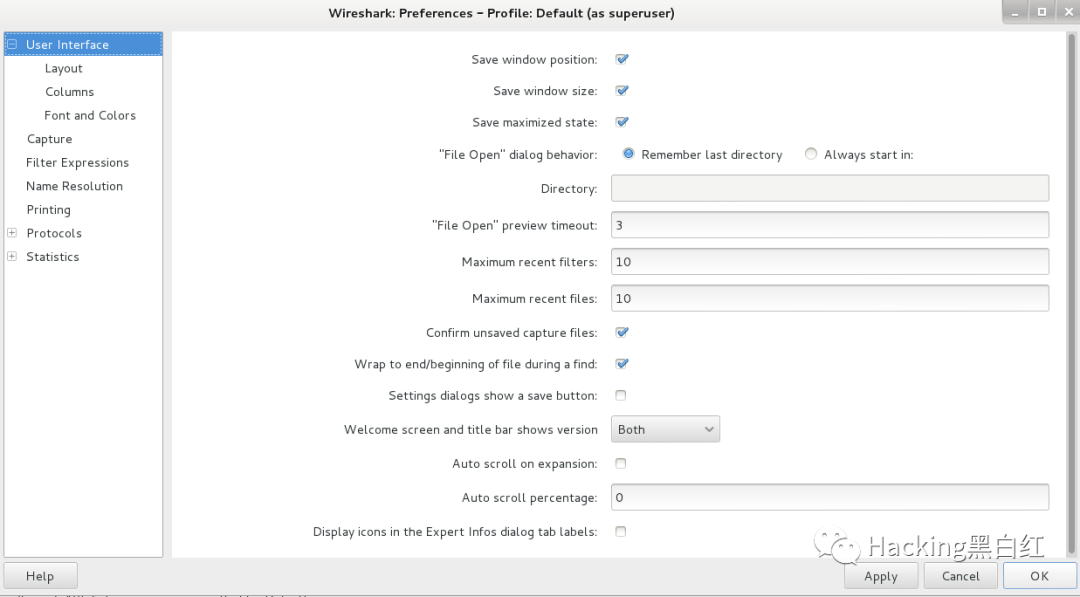 Wireshark: Preferences – Profile: Default (as superuser)
User Interface
Layout
Columns
Font and Colors
Capture
Filter Expressions
Name Resolution
Printing
Protocols
Statistics
Save window position:
Save window size:
Save maximized state:
"File Open" dialog behavior: Remember last directory Always start in:
Directory:
"File Open" preview timeout: 3
Maximum recent filters: 10
Maximum recent files: 10
Confirm unsaved capture files:
Wrap to end/beginning of file during a find:
Settings dialogs show a save button:
Welcome screen and title bar shows version Both
Auto scroll on expansion:
Auto scroll percentage: 0
Display icons in the Expert Infos dialog tab labels:
Hacking黑白红
Help Apply Cancel OK